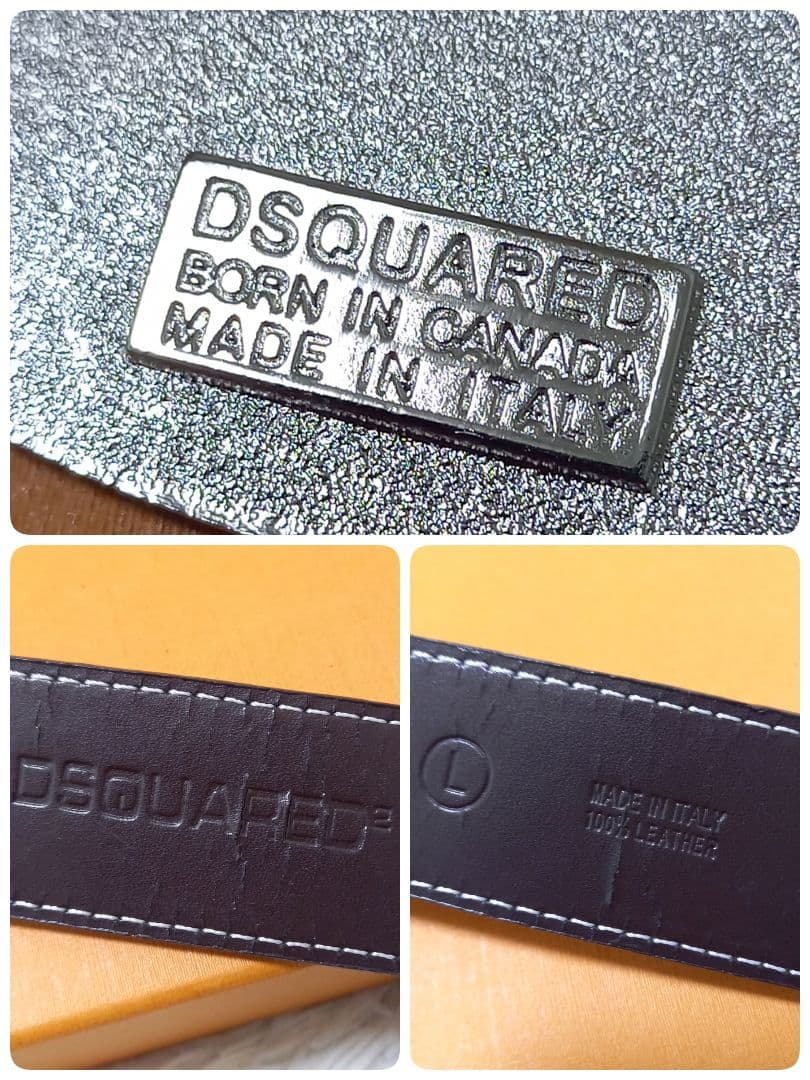 DSQUARED
BORN IN CANADA
MADE IN ITALY
DSQUARED²
L
MADE IN ITALY
100% LEATHER